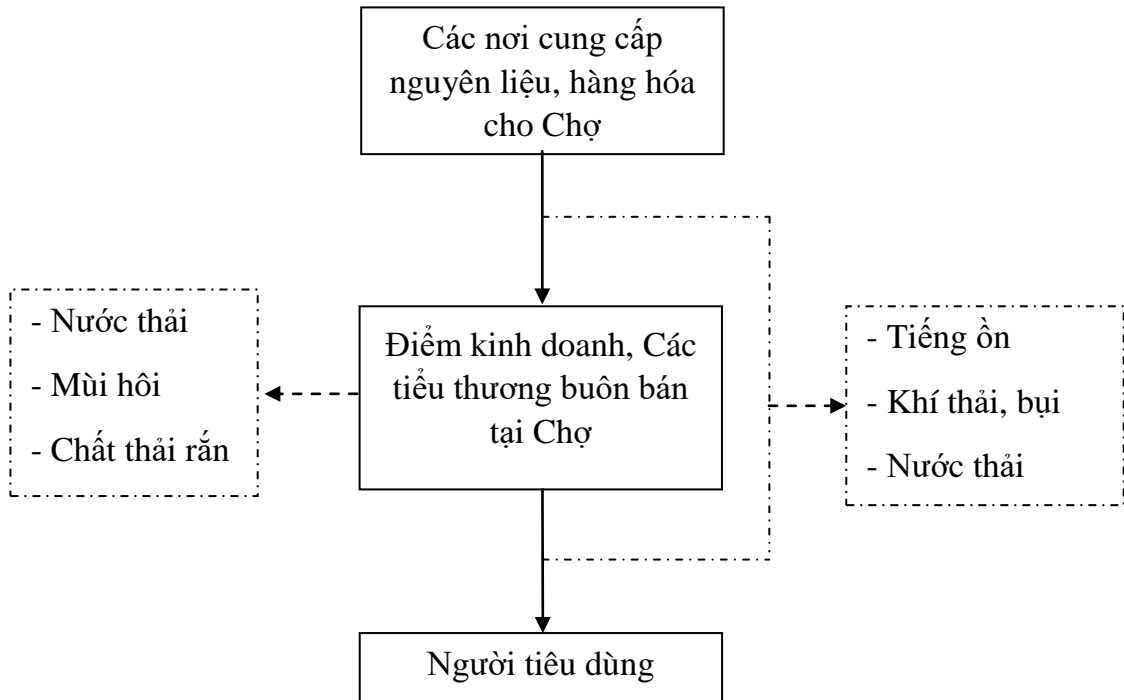 Các nơi cung cấp
nguyên liệu, hàng hóa
cho Chợ
- Nước thải
- Mùi hôi
- Chất thải rắn
Điểm kinh doanh, Các
tiểu thương buôn bán
tại Chợ
- Tiếng ồn
- Khí thải, bụi
- Nước thải
Người tiêu dùng